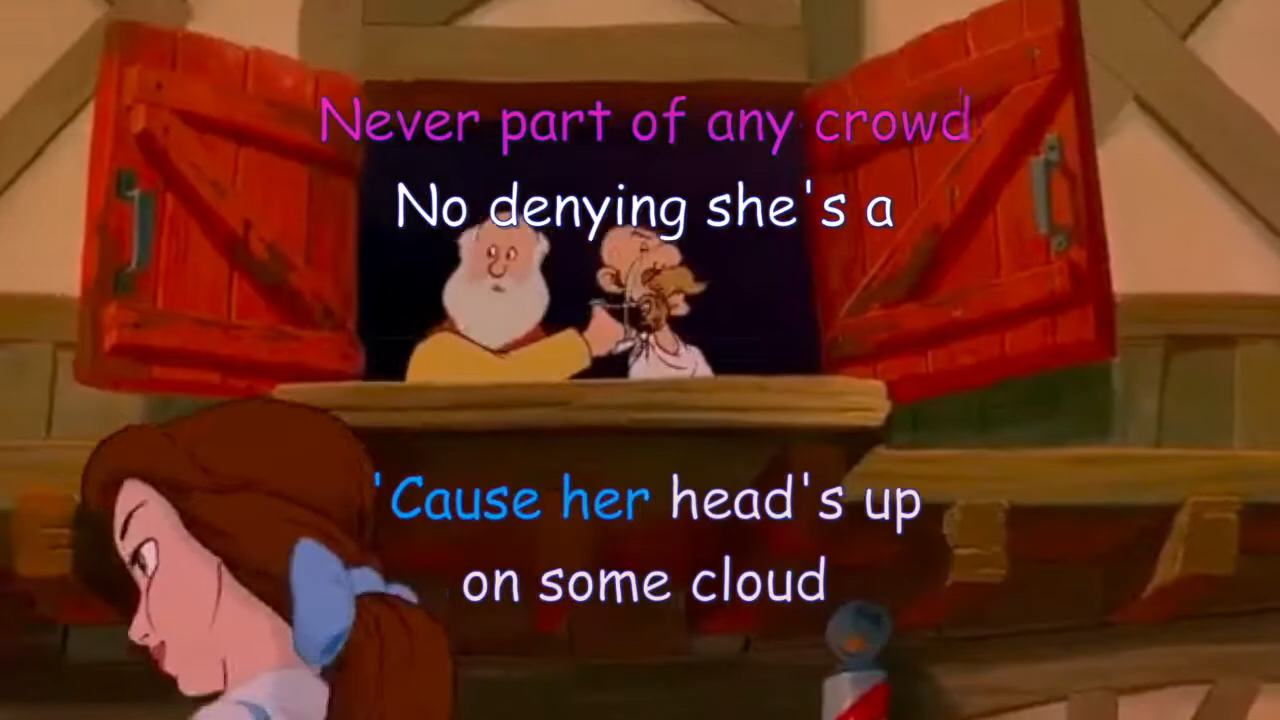 Never part of any crowd
No denying she's a
'Cause her head's up
on some cloud